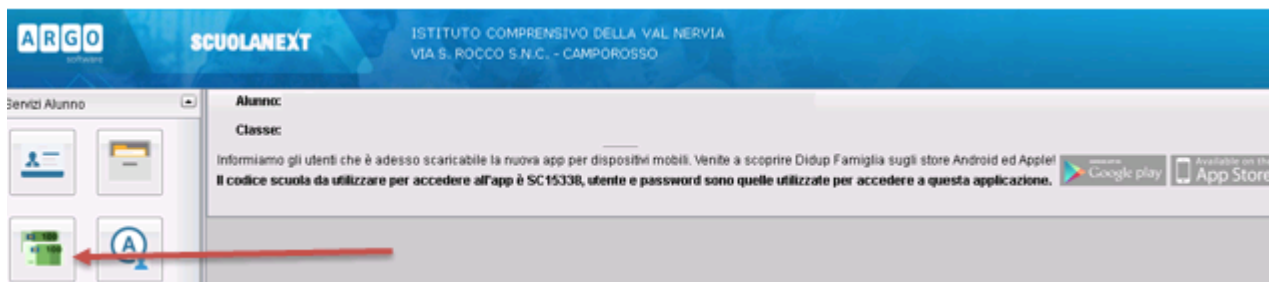 ARGO
software
SCUOLANEXT
ISTITUTO COMPRENSIVO DELLA VAL NERVIA
VIA S. ROCCO S.N.C. - CAMPOROSSO
Servizi Alunno
Alunno:
Classe:
Informiamo gli utenti che è adesso scaricabile la nuova app per dispositivi mobili. Venite a scoprire Didup Famiglia sugli store Android ed Apple!
Il codice scuola da utilizzare per accedere all'app è SC15338, utente e password sono quelle utilizzate per accedere a questa applicazione.
Google play
Available on the
App Store
100
100
A